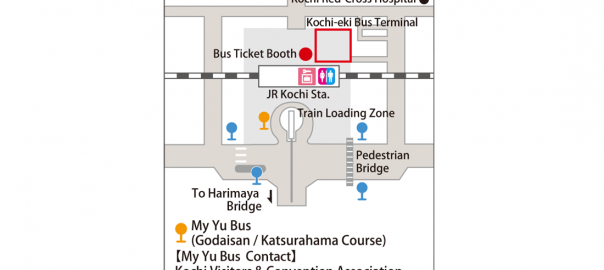 Kochi Red Cross Hospital
Kochi-eki Bus Terminal
Bus Ticket Booth
JR Kochi Sta.
Train Loading Zone
Pedestrian
Bridge
To Harimaya
Bridge
My Yu Bus
(Godaisan / Katsurahama Course)
【My Yu Bus Contact】
Kochi Visitors & Convention Association